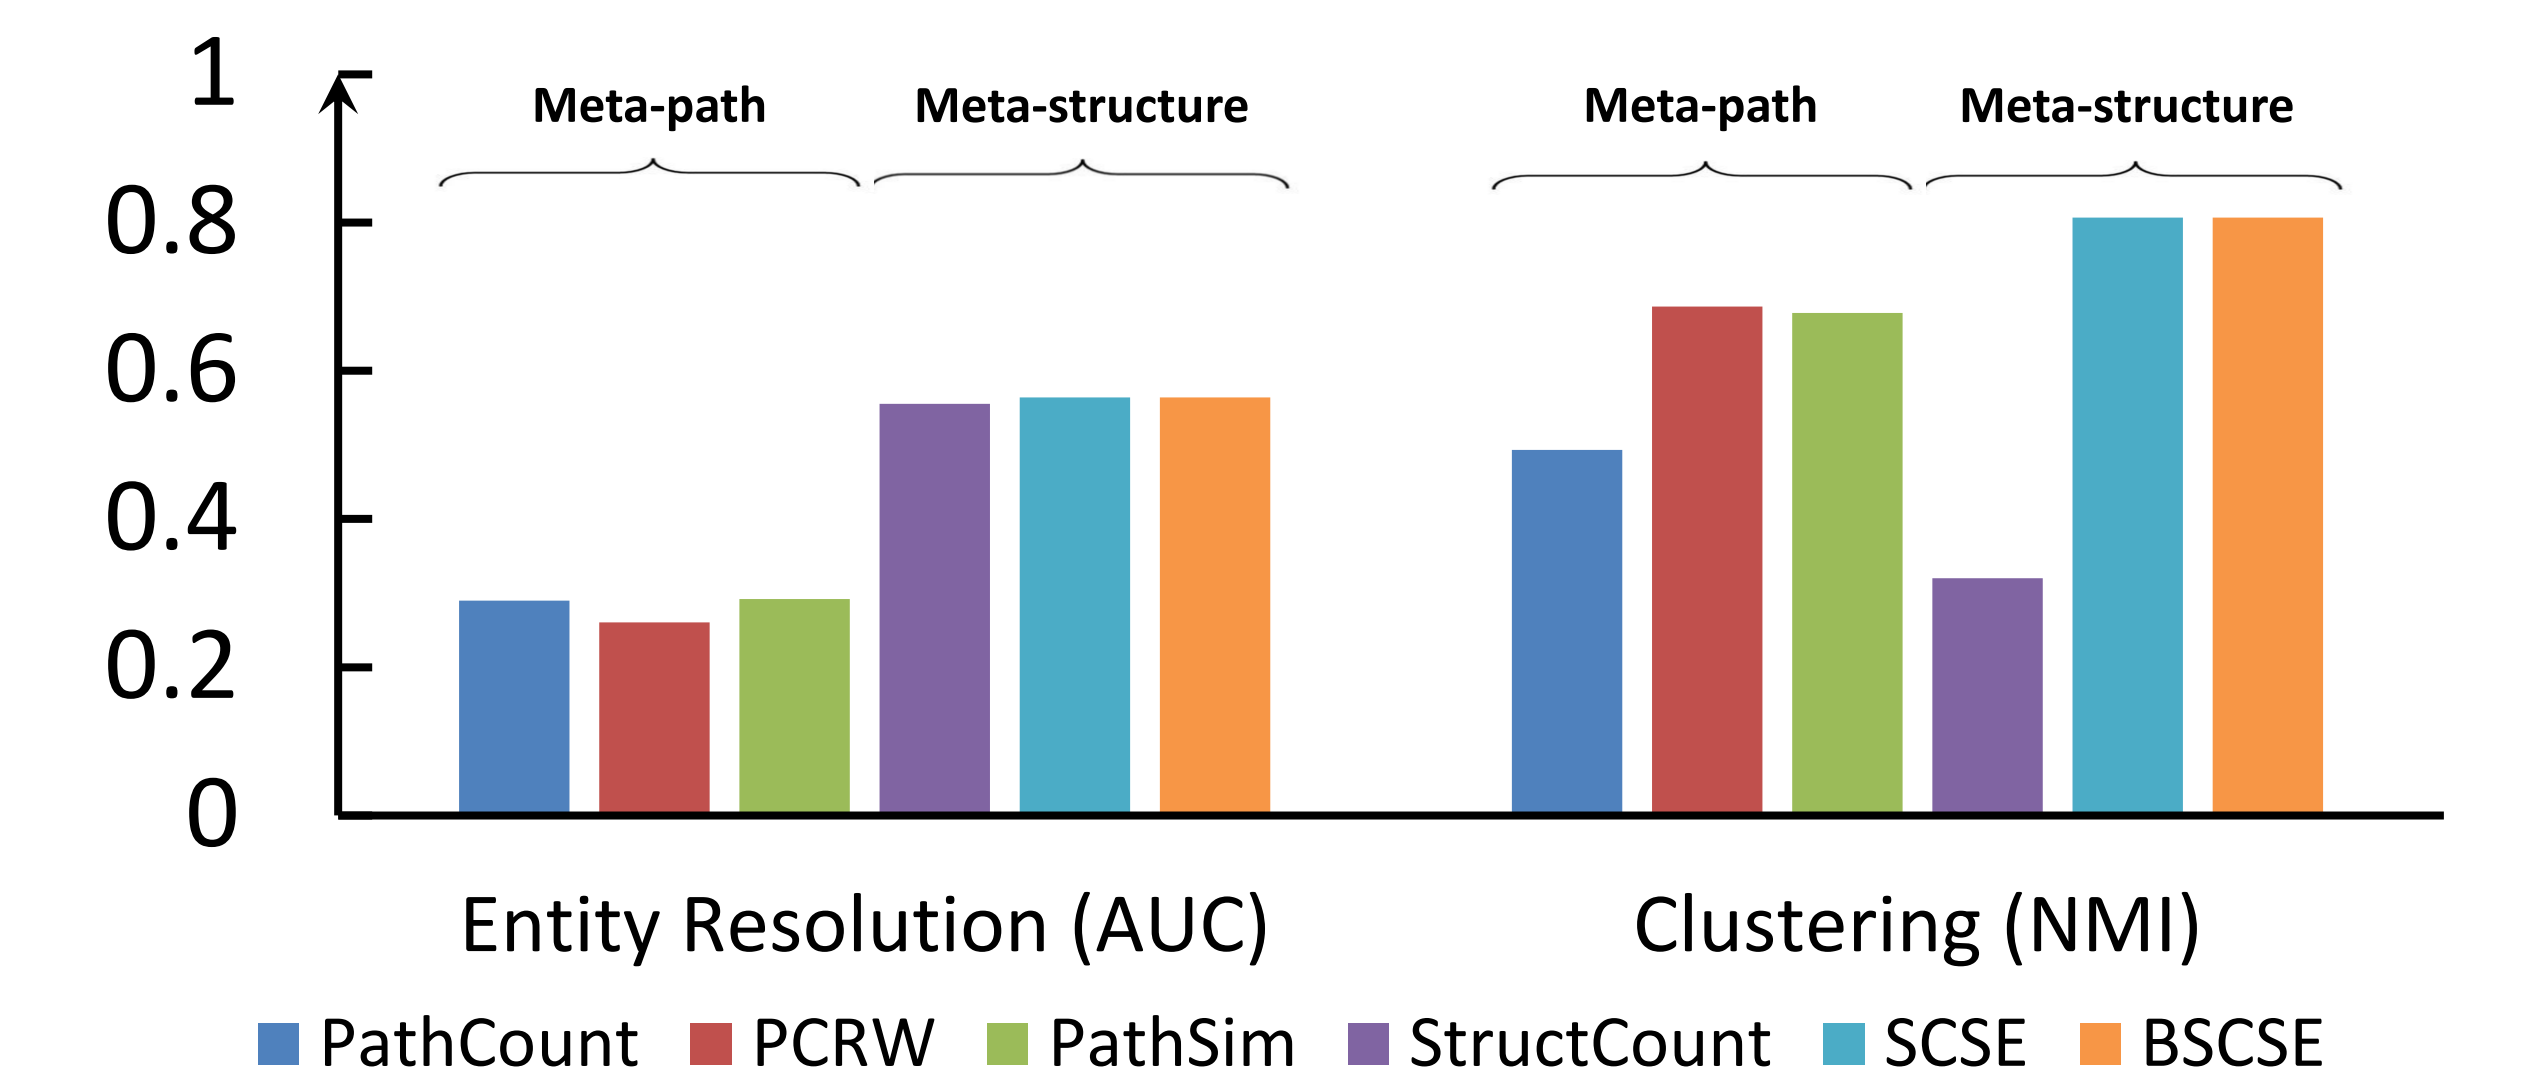 1
Meta-path Meta-structure Meta-path Meta-structure
0.8
0.6
0.4
0.2
0
Entity Resolution (AUC) Clustering (NMI)
PathCount PCRW PathSim StructCount SCSE BSCSE